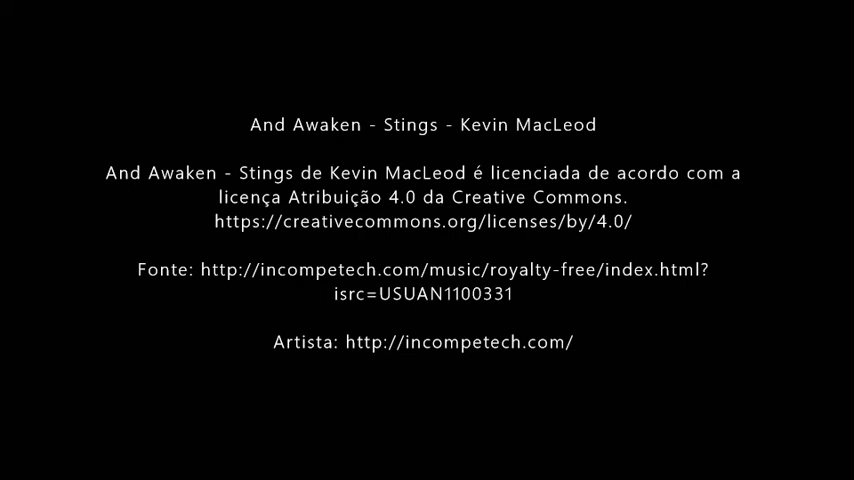 And Awaken - Stings - Kevin MacLeod
And Awaken - Stings de Kevin MacLeod é licenciada de acordo com a
licença Atribuição 4.0 da Creative Commons.
https://creativecommons.org/licenses/by/4.0/
Fonte: http://incompetech.com/music/royalty-free/index.html?
isrc=USUAN1100331
Artista: http://incompetech.com/